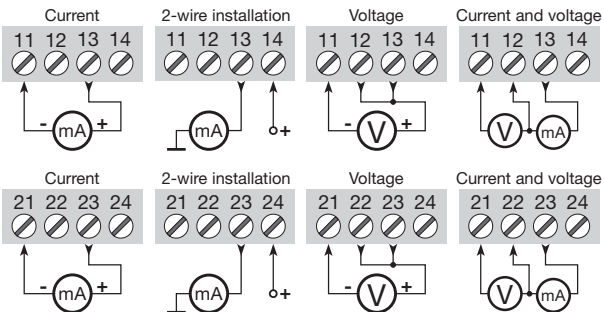 Current 2-wire installation Voltage Current and voltage
11 12 13 14 11 12 13 14 11 12 13 14 11 12 13 14
- mA + mA + - V + V mA
Current 2-wire installation Voltage Current and voltage
21 22 23 24 21 22 23 24 21 22 23 24 21 22 23 24
- mA + mA + - V + V mA